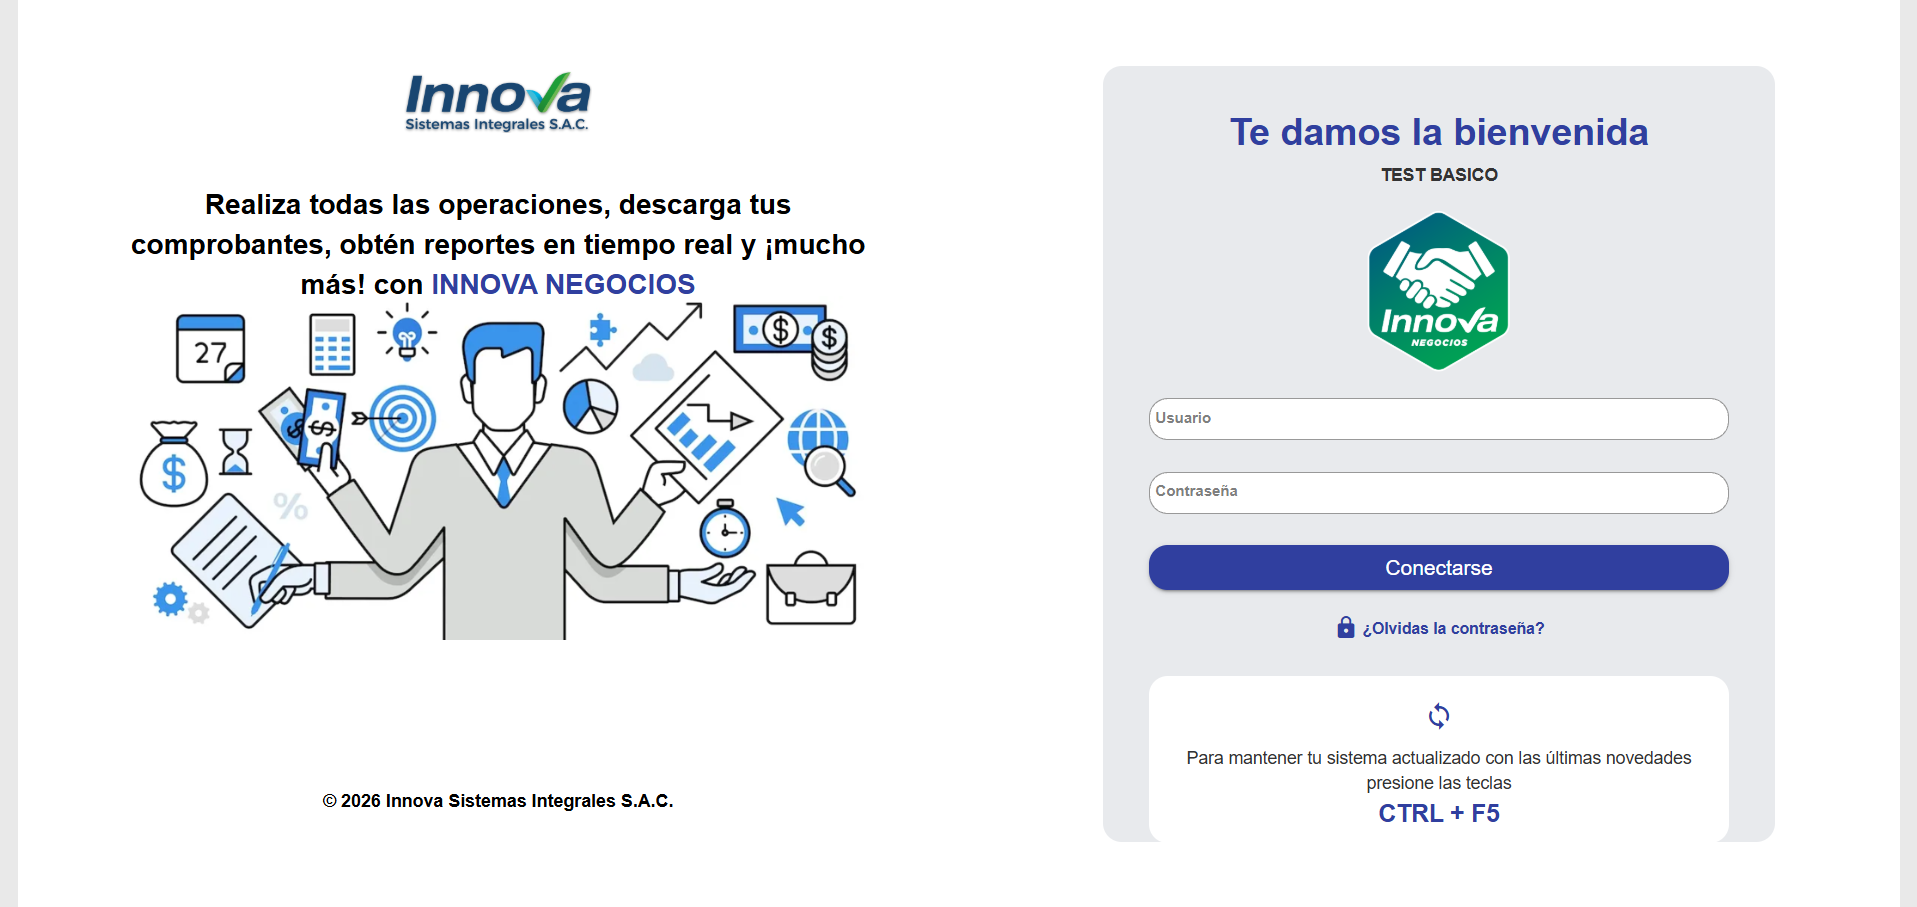 Innova
Sistemas Integrales S.A.C.
Realiza todas las operaciones, descarga tus
comprobantes, obtén reportes en tiempo real y ¡mucho
más! con INNOVA NEGOCIOS
27
$
$
$
$
$
%
© 2026 Innova Sistemas Integrales S.A.C.
Te damos la bienvenida
TEST BASICO
Innova
NEGOCIOS
Usuario
Contraseña
Conectarse
¿Olvidas la contraseña?
Para mantener tu sistema actualizado con las últimas novedades
presione las teclas
CTRL + F5